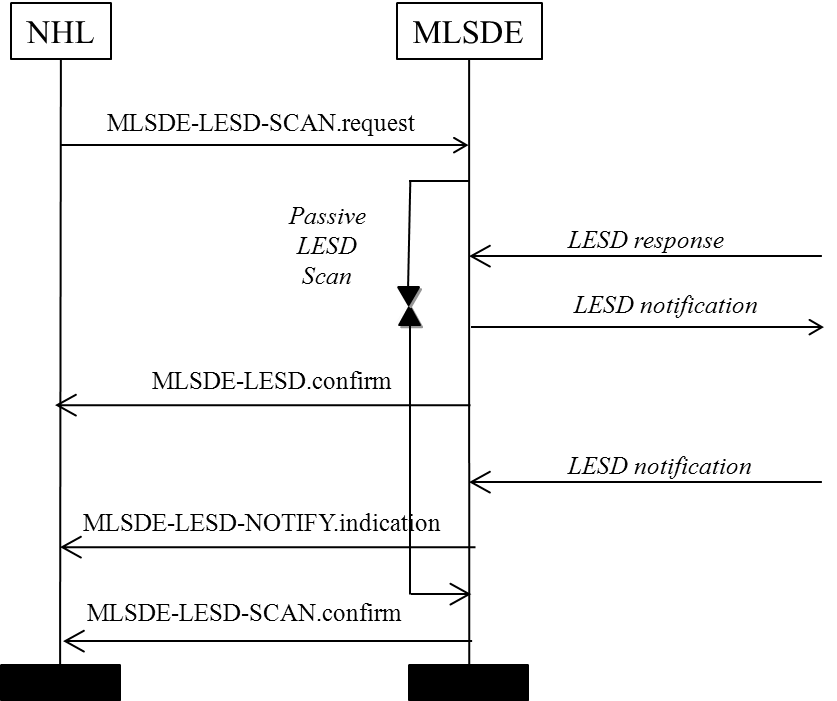 NHL
MLSDE
MLSDE-LESD-SCAN.request
Passive
LESD
Scan
LESD response
LESD notification
MLSDE-LESD.confirm
LESD notification
MLSDE-LESD-NOTIFY.indication
MLSDE-LESD-SCAN.confirm